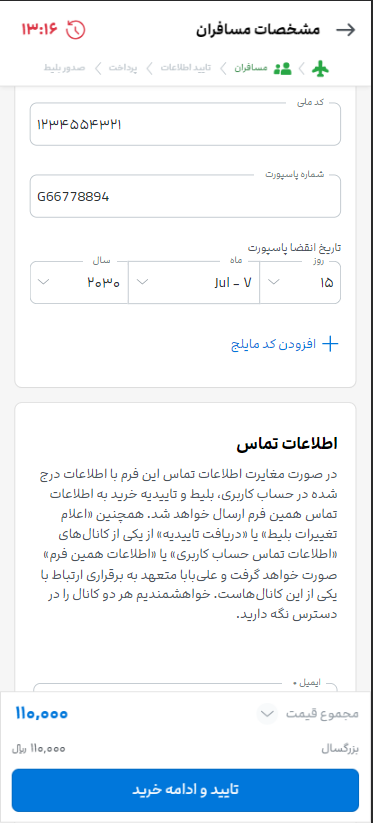 مشخصات مسافران
۱۳:۱۶
مسافران
تایید اطلاعات
پرداخت
صدور بلیط
کد ملی
۱۲۳۴۵۵۴۳۲۱
شماره پاسپورت
G66778894
تاریخ انقضا پاسپورت
روز
ماه
سال
۱۵
Jul - ۷
۲۰۳۰
افزودن کد مایلج
اطلاعات تماس
در صورت مغایرت اطلاعات تماس این فرم با اطلاعات درج
شده در حساب کاربری، بلیط و تاییدیه خرید به اطلاعات
تماس همین فرم ارسال خواهد شد. همچنین «اعلام
تغییرات بلیط» یا «دریافت تاییدیه» از یکی از کانال‌های
«اطلاعات تماس حساب کاربری» یا «اطلاعات همین فرم»
صورت خواهد گرفت و علی‌بابا متعهد به برقراری ارتباط با
یکی از این کانال‌هاست. خواهشمندیم هر دو کانال را در
دسترس نگه دارید.
ایمیل *
مجموع قیمت
۱۱۰,۰۰۰
بزرگسال
۱۱۰,۰۰۰ ریال
تایید و ادامه خرید